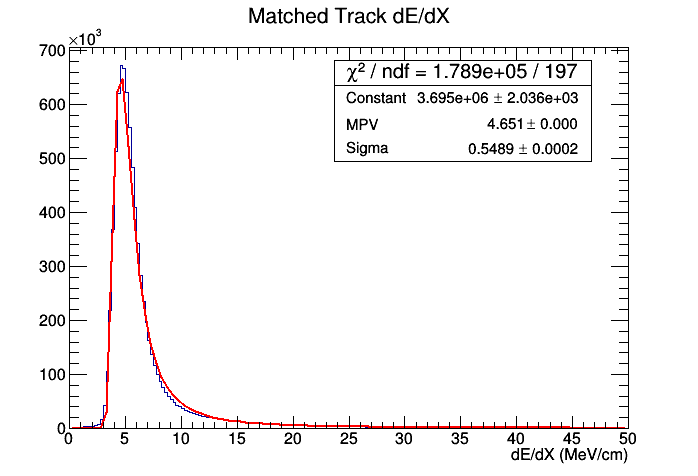 Matched Track dE/dX
×10³
700
600
500
400
300
200
100
0
χ² / ndf = 1.789e+05 / 197
Constant 3.695e+06 ± 2.036e+03
MPV 4.651 ± 0.000
Sigma 0.5489 ± 0.0002
0 5 10 15 20 25 30 35 40 45 50
dE/dX (MeV/cm)